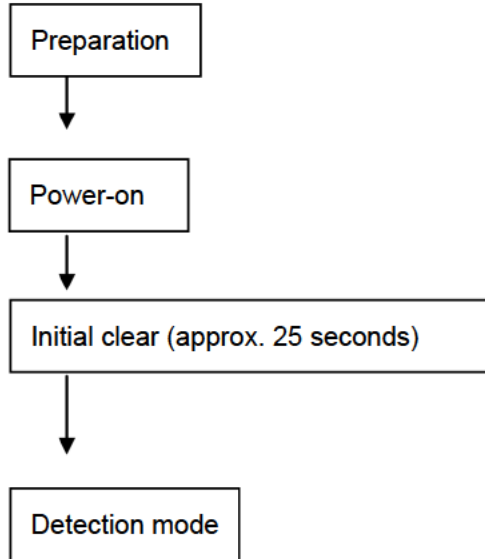 Preparation
Power-on
Initial clear (approx. 25 seconds)
Detection mode